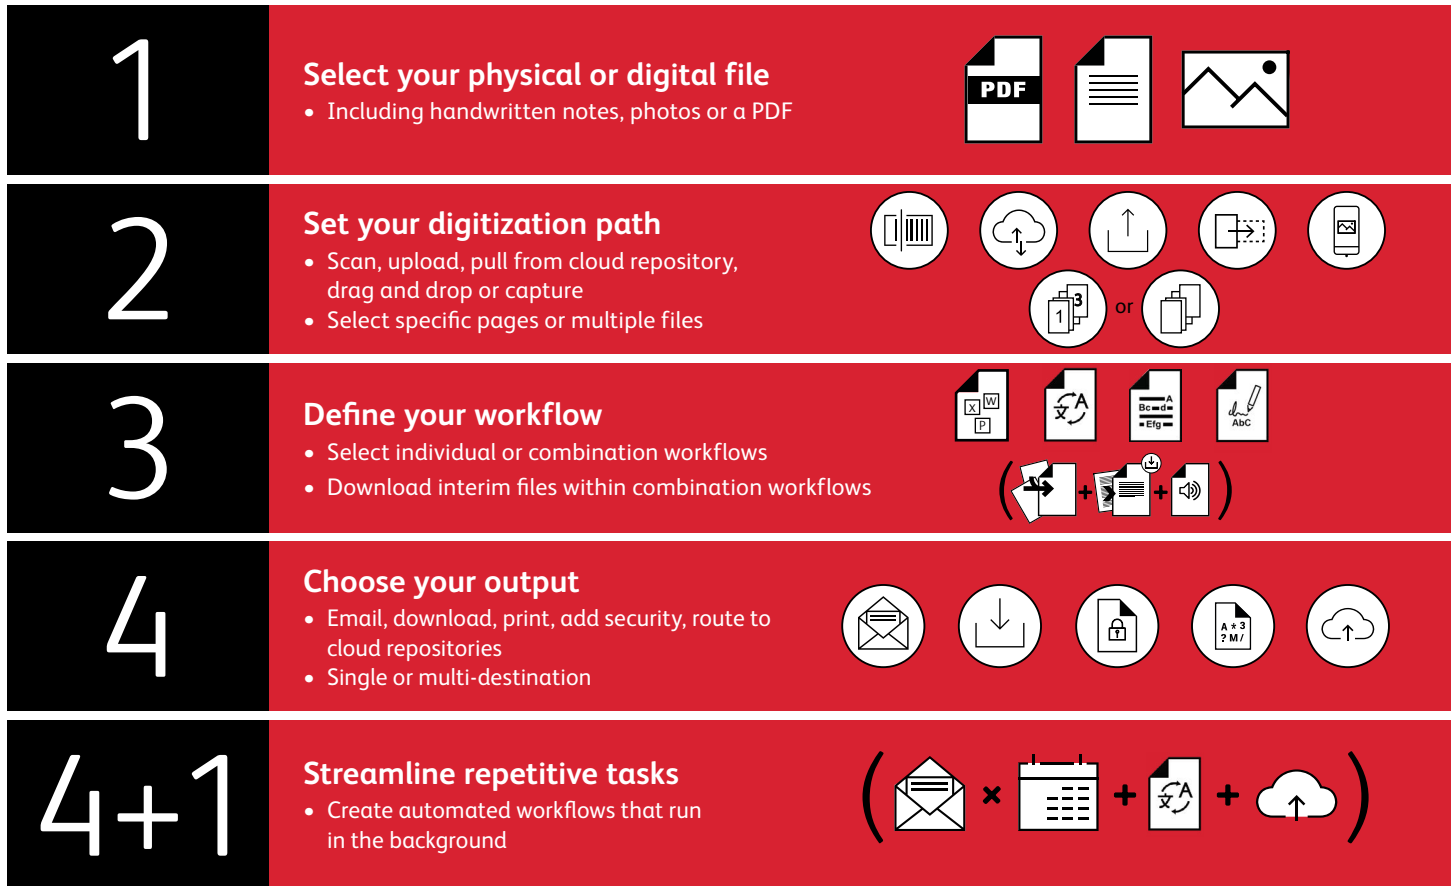 1
Select your physical or digital file
• Including handwritten notes, photos or a PDF
PDF
2
Set your digitization path
• Scan, upload, pull from cloud repository,
drag and drop or capture
• Select specific pages or multiple files
1 3 or
3
Define your workflow
• Select individual or combination workflows
• Download interim files within combination workflows
X W
P
文 A
A
Bc d
Efg
AbC
( + + )
4
Choose your output
• Email, download, print, add security, route to
cloud repositories
• Single or multi-destination
A * 3
? M /
4+1
Streamline repetitive tasks
• Create automated workflows that run
in the background
( × + 文 A + )